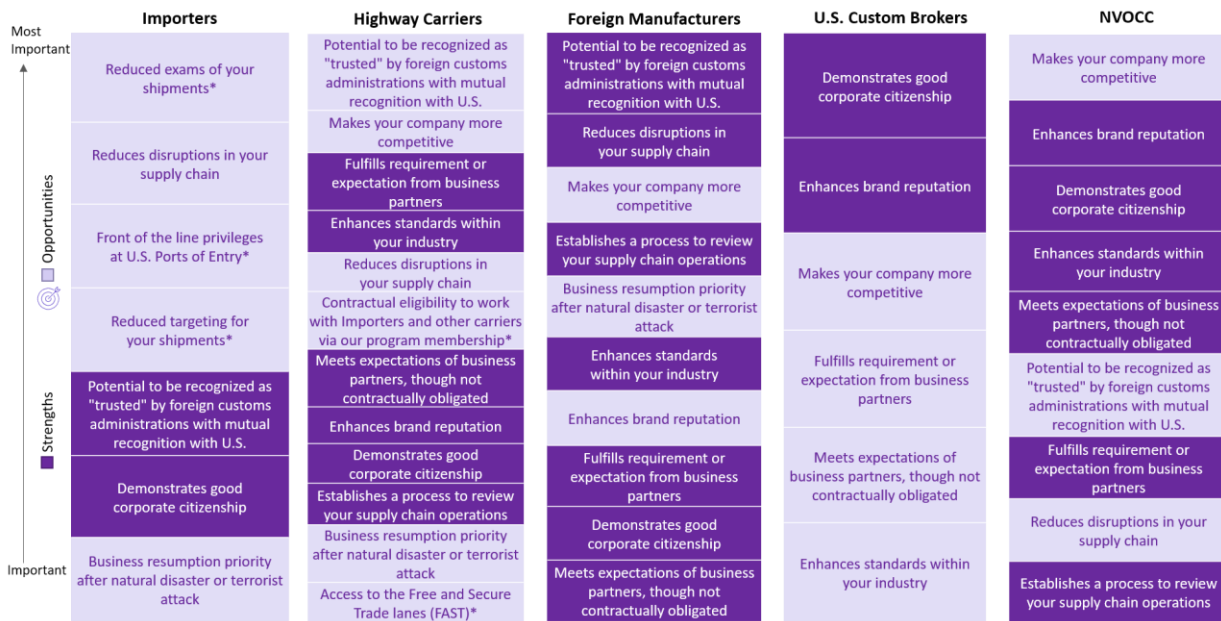 Importers
Highway Carriers
Foreign Manufacturers
U.S. Custom Brokers
NVOCC
Most
Important
Opportunities
Strengths
Important
Reduced exams of your
shipments*
Reduces disruptions in your
supply chain
Front of the line privileges
at U.S. Ports of Entry*
Reduced targeting for
your shipments*
Potential to be recognized as
"trusted" by foreign customs
administrations with mutual
recognition with U.S.
Demonstrates good
corporate citizenship
Business resumption priority
after natural disaster or terrorist
attack
Potential to be recognized as
"trusted" by foreign customs
administrations with mutual
recognition with U.S.
Makes your company more
competitive
Fulfills requirement or
expectation from business
partners
Enhances standards within
your industry
Reduces disruptions in
your supply chain
Contractual eligibility to work
with Importers and other carriers
via our program membership*
Meets expectations of business
partners, though not
contractually obligated
Enhances brand reputation
Demonstrates good
corporate citizenship
Establishes a process to review
your supply chain operations
Business resumption priority
after natural disaster or terrorist
attack
Access to the Free and Secure
Trade lanes (FAST)*
Potential to be recognized as
"trusted" by foreign customs
administrations with mutual
recognition with U.S.
Reduces disruptions in
your supply chain
Makes your company more
competitive
Establishes a process to review
your supply chain operations
Business resumption priority
after natural disaster or terrorist
attack
Enhances standards
within your industry
Enhances brand reputation
Fulfills requirement or
expectation from business
partners
Demonstrates good
corporate citizenship
Meets expectations of business
partners, though not
contractually obligated
Demonstrates good
corporate citizenship
Enhances brand reputation
Makes your company more
competitive
Fulfills requirement or
expectation from business
partners
Meets expectations of
business partners, though not
contractually obligated
Enhances standards within
your industry
Makes your company more
competitive
Enhances brand reputation
Demonstrates good
corporate citizenship
Enhances standards within
your industry
Meets expectations of business
partners, though not
contractually obligated
Potential to be recognized as
"trusted" by foreign customs
administrations with mutual
recognition with U.S.
Fulfills requirement or
expectation from business
partners
Reduces disruptions in your
supply chain
Establishes a process to review
your supply chain operations